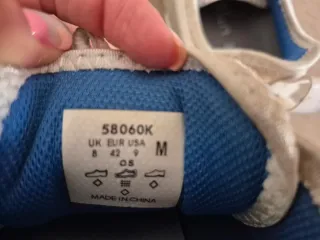 58060K
UK EUR USA
8 42 9 M
05
MADE IN CHINA